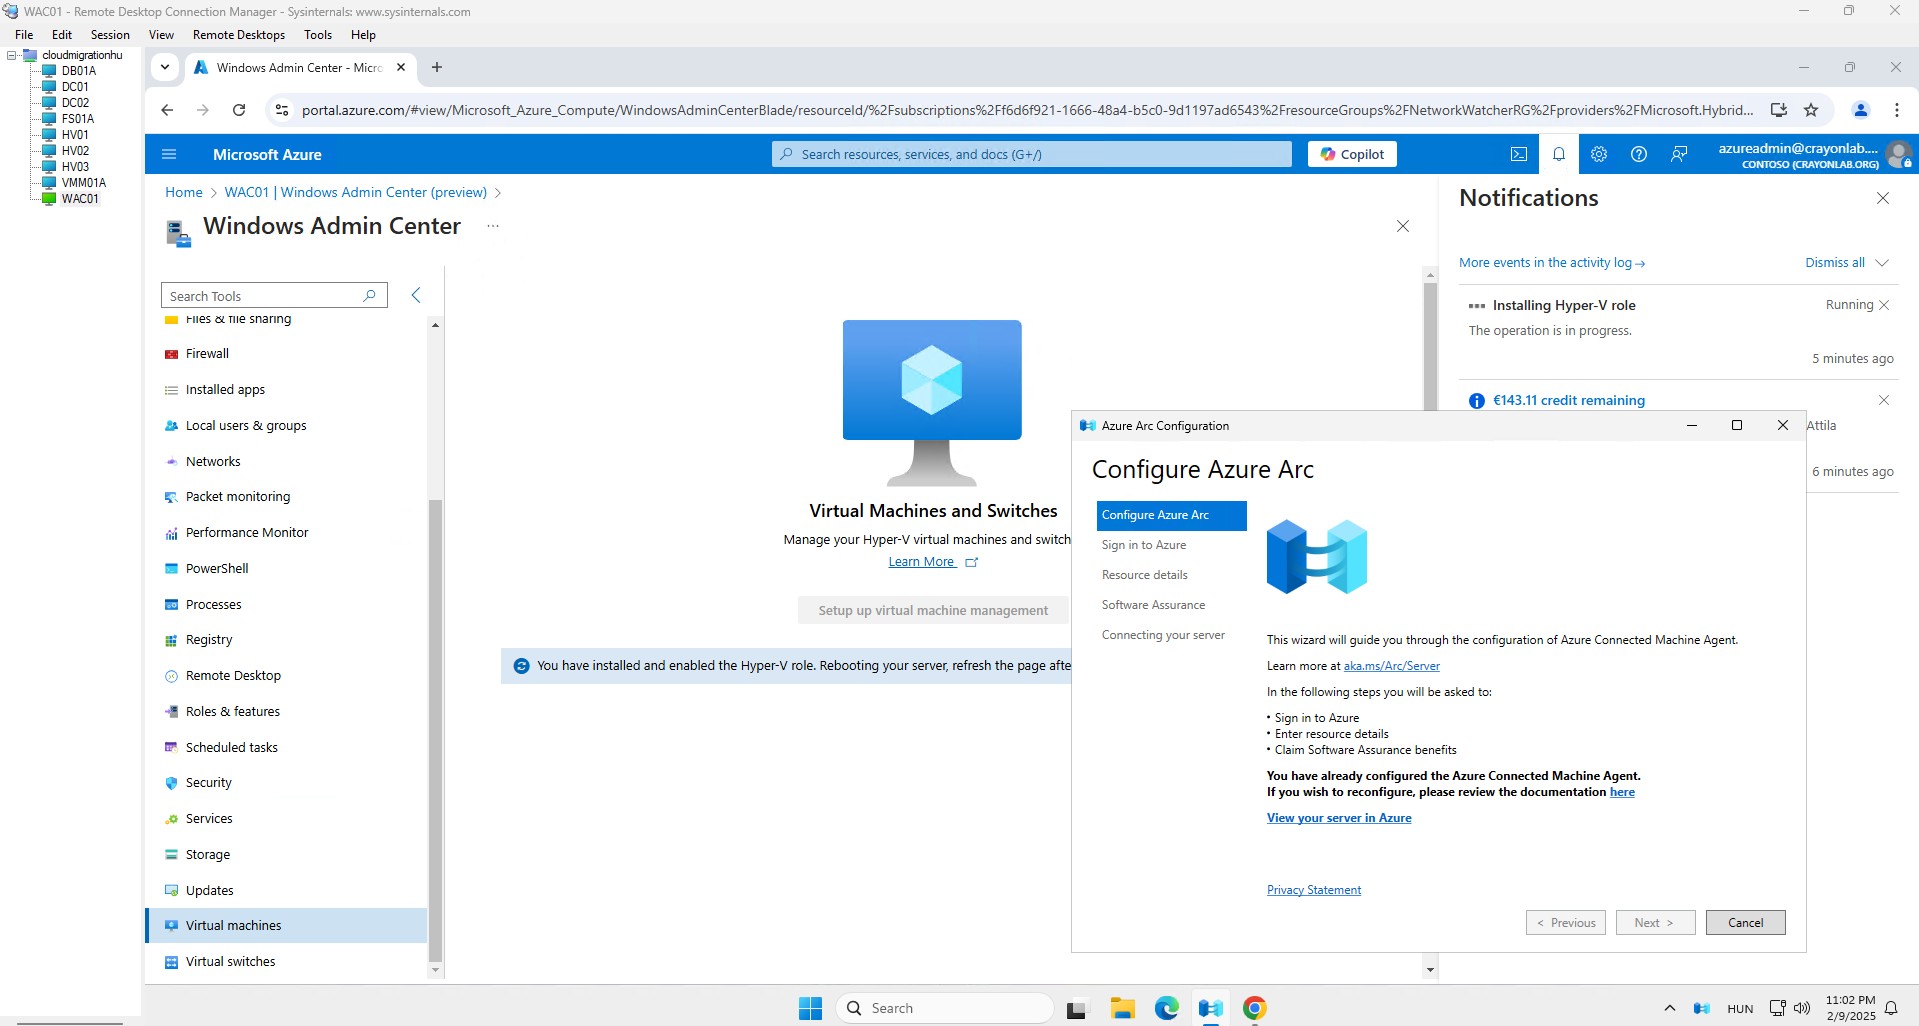 WAC01 - Remote Desktop Connection Manager - Sysinternals: www.sysinternals.com
File Edit Session View Remote Desktops Tools Help
cloudmigrationhu
DB01A
DC01
DC02
FS01A
HV01
HV02
HV03
VMM01A
WAC01
Windows Admin Center - Micro
portal.azure.com/#view/Microsoft_Azure_Compute/WindowsAdminCenterBlade/resourceId/%2Fsubscriptions%2Ff6d6f921-1666-48a4-b5c0-9d1197ad6543%2FresourceGroups%2FNetworkWatcherRG%2Fproviders%2FMicrosoft.Hybrid...
Microsoft Azure
Search resources, services, and docs (G+/)
Copilot
azureadmin@crayonlab....
CONTOSO (CRAYONLAB.ORG)
Home > WAC01 | Windows Admin Center (preview) >
Windows Admin Center ...
Search Tools
Files & file sharing
Firewall
Installed apps
Local users & groups
Networks
Packet monitoring
Performance Monitor
PowerShell
Processes
Registry
Remote Desktop
Roles & features
Scheduled tasks
Security
Services
Storage
Updates
Virtual machines
Virtual switches
Virtual Machines and Switches
Manage your Hyper-V virtual machines and switch
Learn More
Setup up virtual machine management
You have installed and enabled the Hyper-V role. Rebooting your server, refresh the page afte
Notifications
More events in the activity log →
Dismiss all
Installing Hyper-V role
Running
The operation is in progress.
5 minutes ago
€143.11 credit remaining
Attila
6 minutes ago
Azure Arc Configuration
Configure Azure Arc
Configure Azure Arc
Sign in to Azure
Resource details
Software Assurance
Connecting your server
This wizard will guide you through the configuration of Azure Connected Machine Agent.
Learn more at aka.ms/Arc/Server
In the following steps you will be asked to:
• Sign in to Azure
• Enter resource details
• Claim Software Assurance benefits
You have already configured the Azure Connected Machine Agent.
If you wish to reconfigure, please review the documentation here
View your server in Azure
Privacy Statement
< Previous
Next >
Cancel
Search
HUN
11:02 PM
2/9/2025